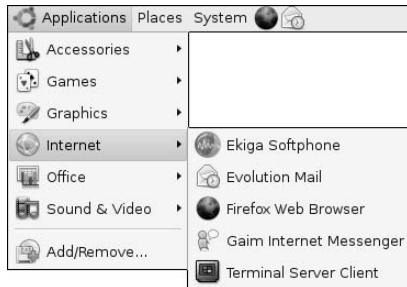 Applications Places System
Accessories
Games
Graphics
Internet
Office
Sound & Video
Add/Remove...
Ekiga Softphone
Evolution Mail
Firefox Web Browser
Gaim Internet Messenger
Terminal Server Client